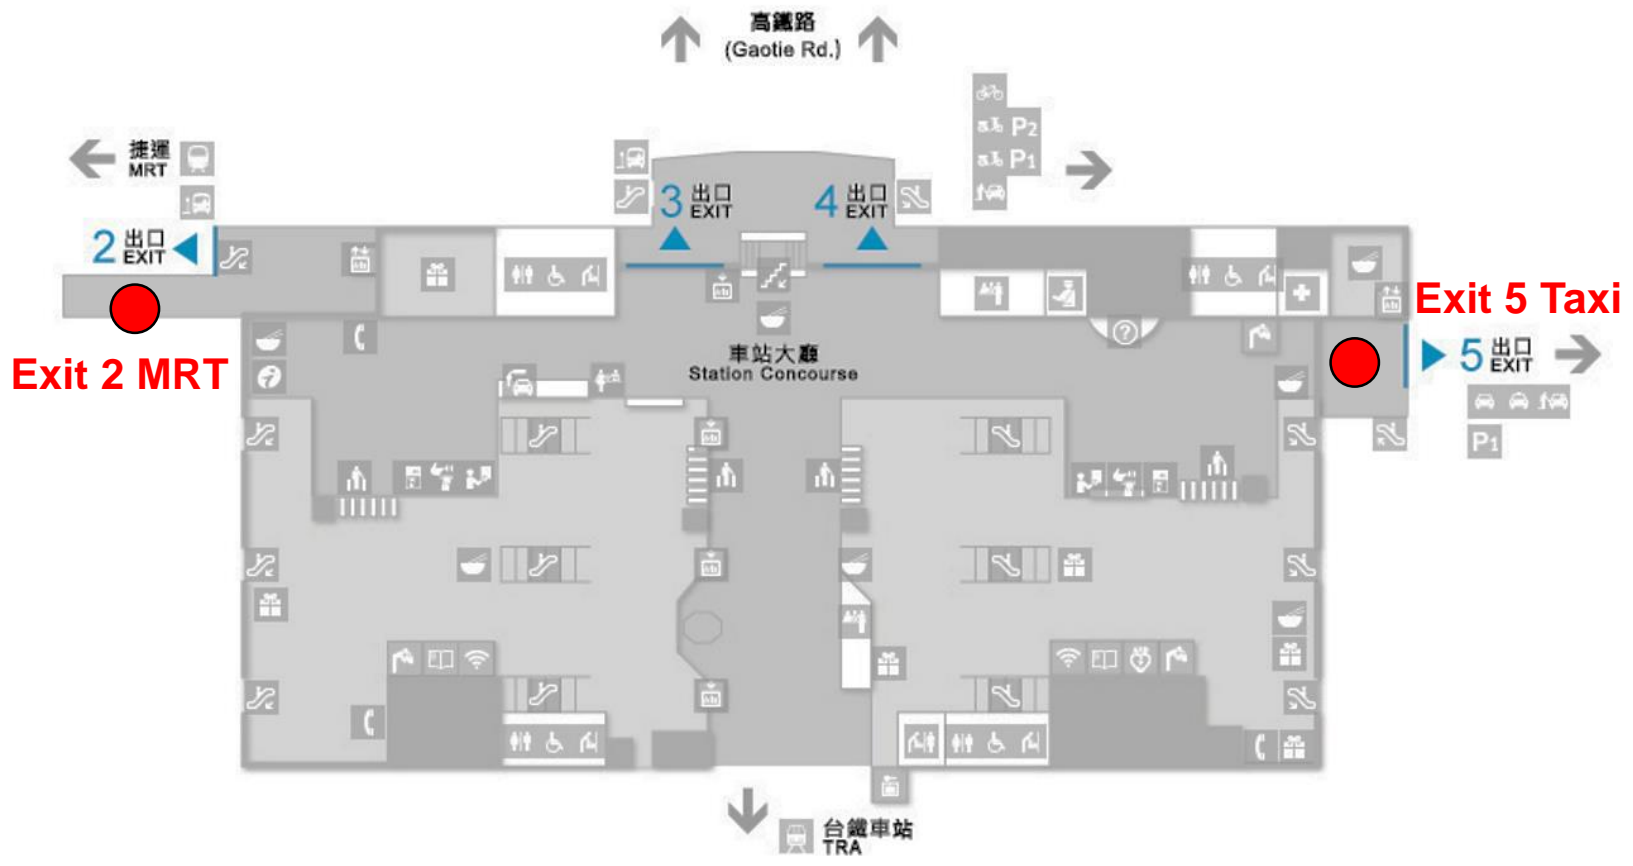 高鐵路
(Gaotie Rd.)
P2
P1
捷運
MRT
2 出口
EXIT
3 出口
EXIT
4 出口
EXIT
Exit 5 Taxi
5 出口
EXIT
P1
車站大廳
Station Concourse
Exit 2 MRT
台鐵車站
TRA